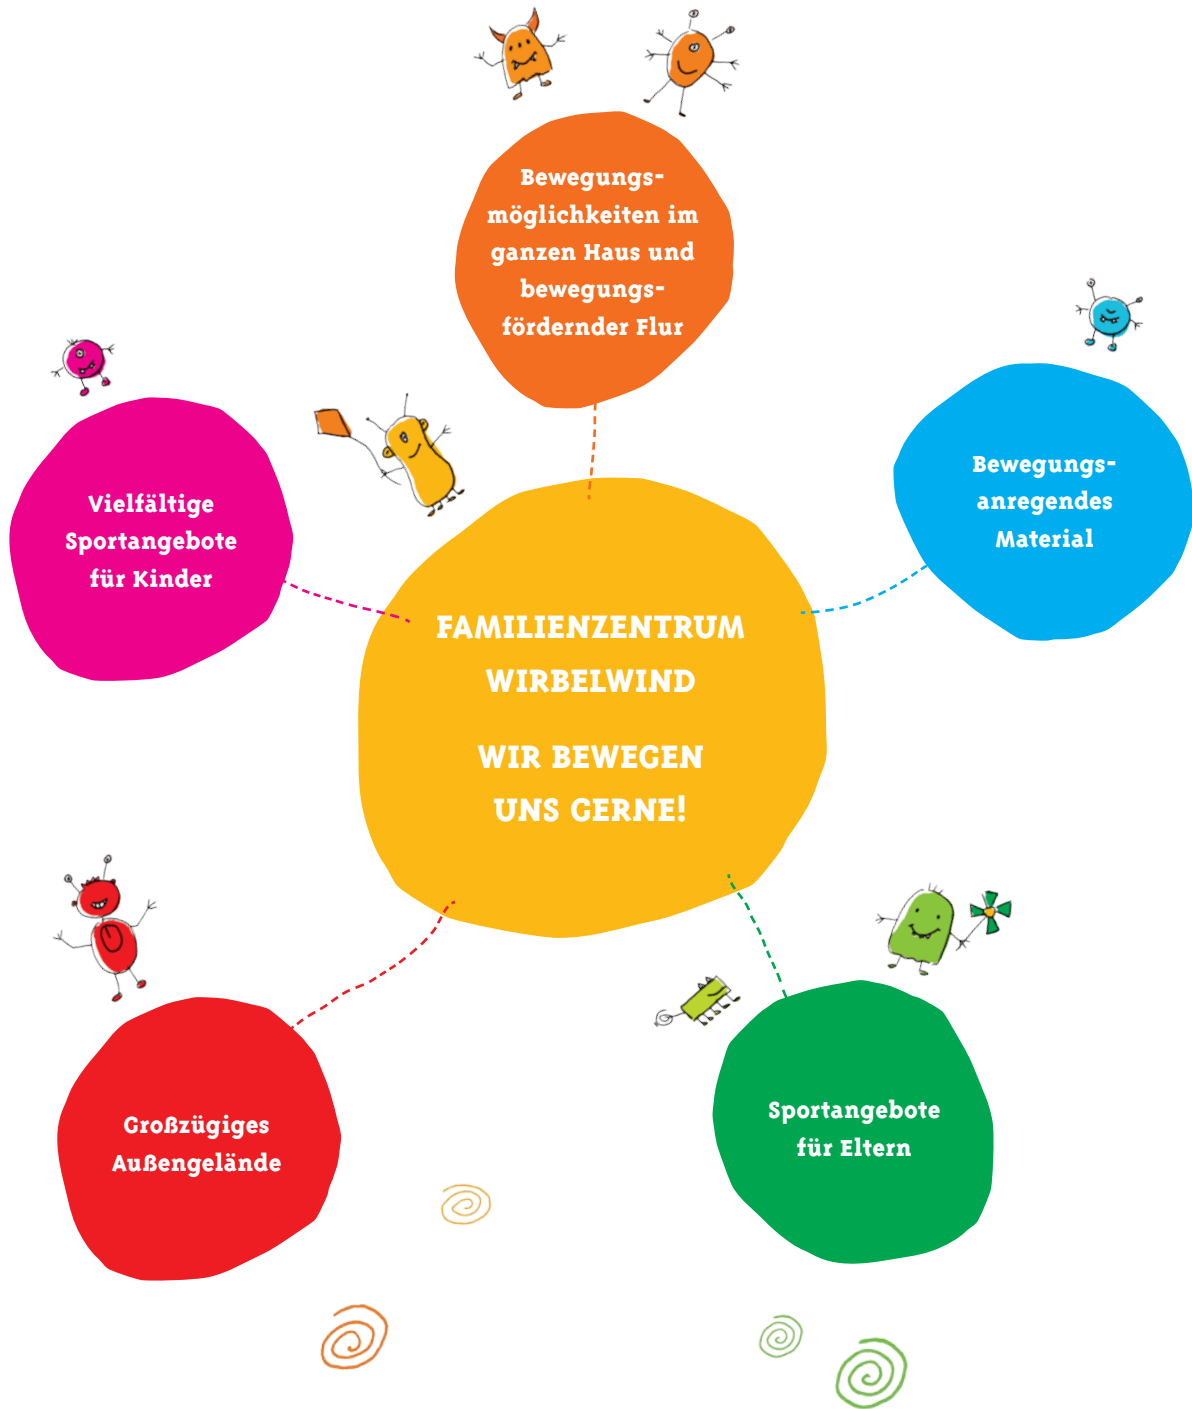 Bewegungs-
möglichkeiten im
ganzen Haus und
bewegungs-
fördernder Flur
Vielfältige
Sportangebote
für Kinder
Bewegungs-
anregendes
Material
FAMILIENZENTRUM
WIRBELWIND
WIR BEWEGEN
UNS GERNE!
Großzügiges
Außengelände
Sportangebote
für Eltern